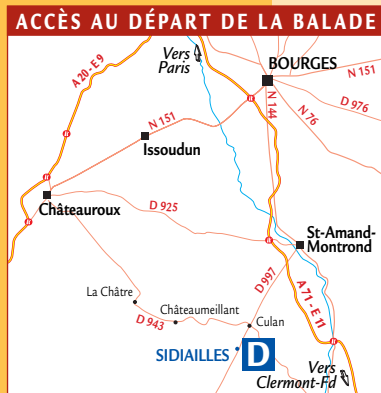 ACCÈS AU DÉPART DE LA BALADE
Vers
Paris
A 20 - E 9
BOURGES
N 151
D 976
N 76
N 144
N 151
Issoudun
Châteauroux
D 925
St-Amand-
Montrond
D 997
A 71 - E 11
La Châtre
Châteaumeillant
D 943
Culan
SIDIAILLES
D
Vers
Clermont-Fd